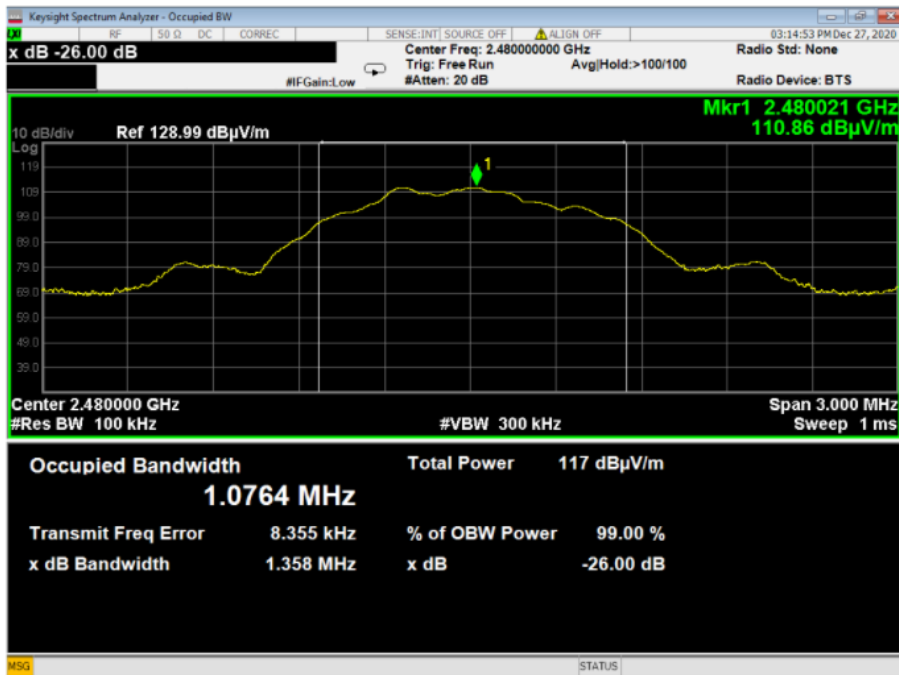 Keysight Spectrum Analyzer - Occupied BW
LXI RF 50 Ω DC CORREC SENSE:INT SOURCE OFF ALIGN OFF 03:14:53 PM Dec 27, 2020
x dB -26.00 dB Center Freq: 2.480000000 GHz Radio Std: None
Trig: Free Run Avg|Hold:>100/100
#IFGain:Low #Atten: 20 dB Radio Device: BTS
Mkr1 2.480021 GHz
10 dB/div Ref 128.99 dBµV/m 110.86 dBµV/m
Log
1
119
109
99.0
89.0
79.0
69.0
59.0
49.0
39.0
Center 2.480000 GHz Span 3.000 MHz
#Res BW 100 kHz #VBW 300 kHz Sweep 1 ms
Occupied Bandwidth Total Power 117 dBµV/m
1.0764 MHz
Transmit Freq Error 8.355 kHz % of OBW Power 99.00 %
x dB Bandwidth 1.358 MHz x dB -26.00 dB
MSG STATUS